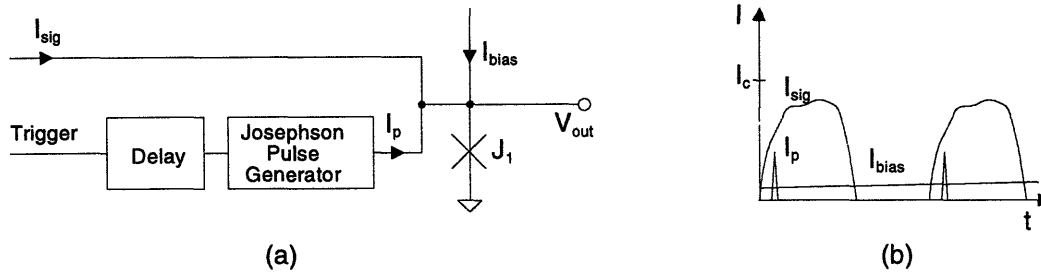 I_sig
I_bias
Trigger
Delay
Josephson
Pulse
Generator
I_p
J_1
V_out
(a)
I
I_c
I_sig
I_p
I_bias
t
(b)